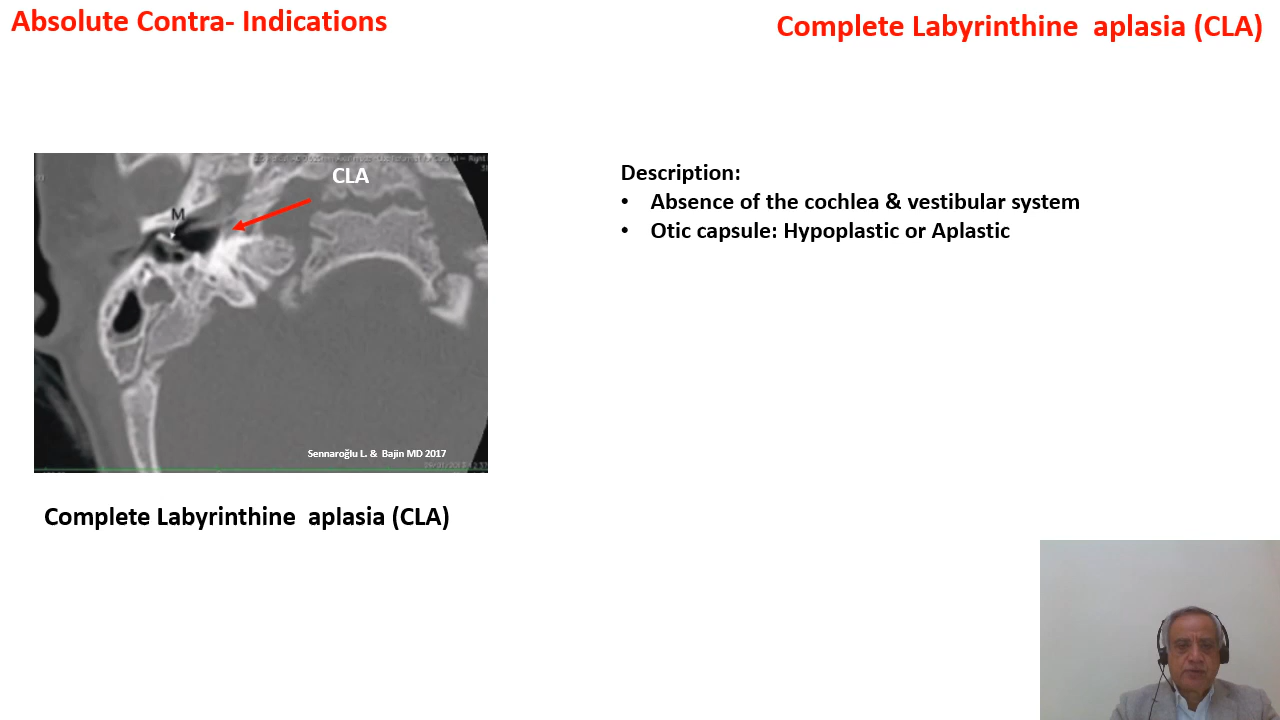 Absolute Contra- Indications
Complete Labyrinthine aplasia (CLA)
CLA
M
Description:
• Absence of the cochlea & vestibular system
• Otic capsule: Hypoplastic or Aplastic
Sennaroğlu L. & Bajin MD 2017
Complete Labyrinthine aplasia (CLA)